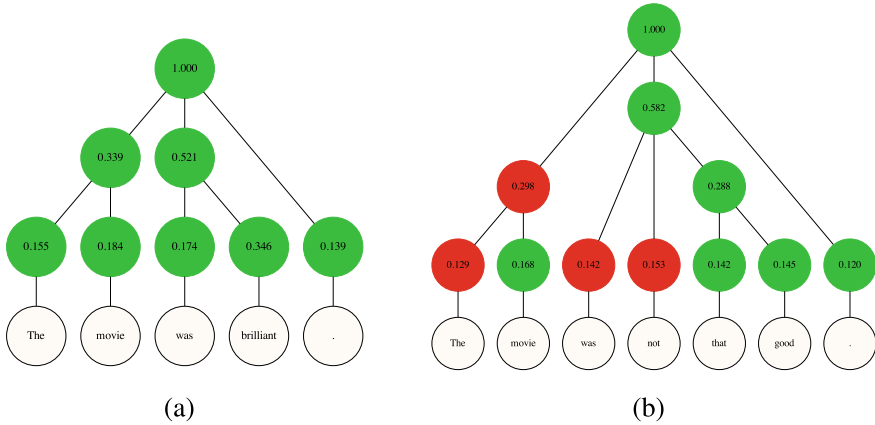 1.000
0.339 0.521
0.155 0.184 0.174 0.346 0.139
The movie was brilliant .
(a)
1.000
0.582
0.298 0.288
0.129 0.168 0.142 0.153 0.142 0.145 0.120
The movie was not that good .
(b)